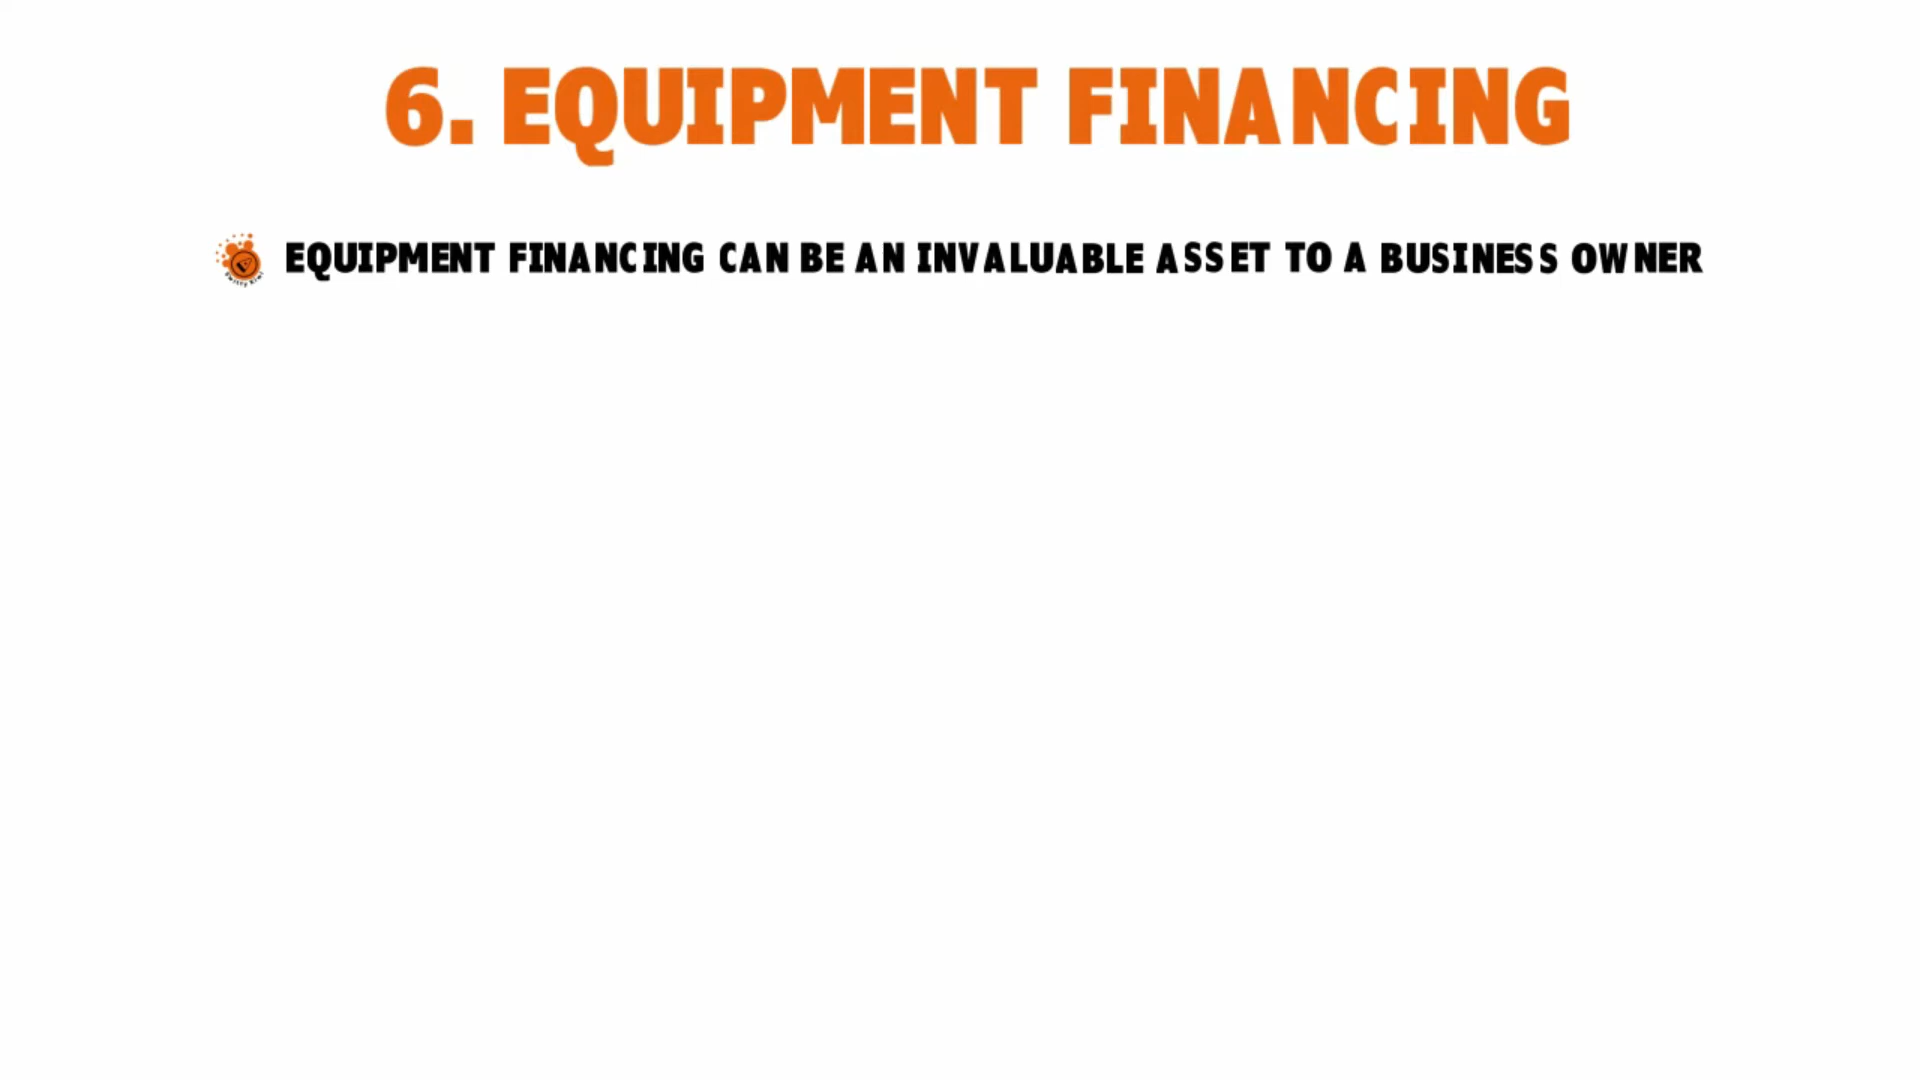 6. EQUIPMENT FINANCING
EQUIPMENT FINANCING CAN BE AN INVALUABLE ASSET TO A BUSINESS OWNER